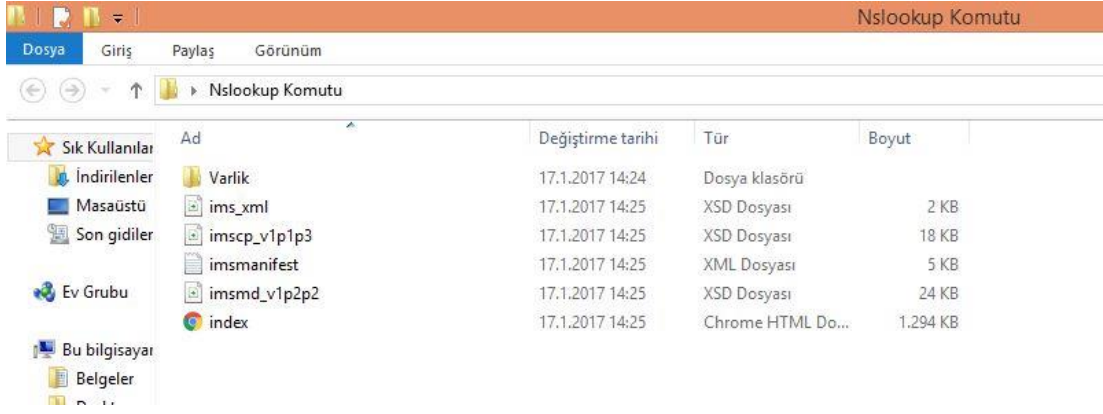 Nslookup Komutu
Dosya Giriş Paylaş Görünüm
Nslookup Komutu
Sık Kullanılar
İndirilenler
Masaüstü
Son gidiler
Ev Grubu
Bu bilgisayar
Belgeler
Ad Değiştirme tarihi Tür Boyut
Varlik 17.1.2017 14:24 Dosya klasörü
ims_xml 17.1.2017 14:25 XSD Dosyası 2 KB
imscp_v1p1p3 17.1.2017 14:25 XSD Dosyası 18 KB
imsmanifest 17.1.2017 14:25 XML Dosyası 5 KB
imsmd_v1p2p2 17.1.2017 14:25 XSD Dosyası 24 KB
index 17.1.2017 14:25 Chrome HTML Do... 1.294 KB